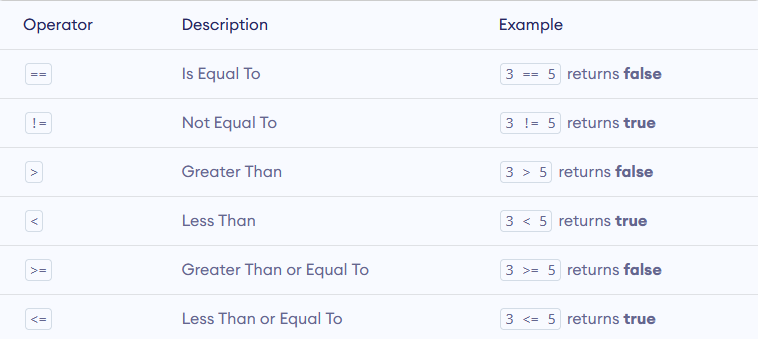 Operator Description Example
== Is Equal To 3 == 5 returns false
!= Not Equal To 3 != 5 returns true
> Greater Than 3 > 5 returns false
< Less Than 3 < 5 returns true
>= Greater Than or Equal To 3 >= 5 returns false
<= Less Than or Equal To 3 <= 5 returns true